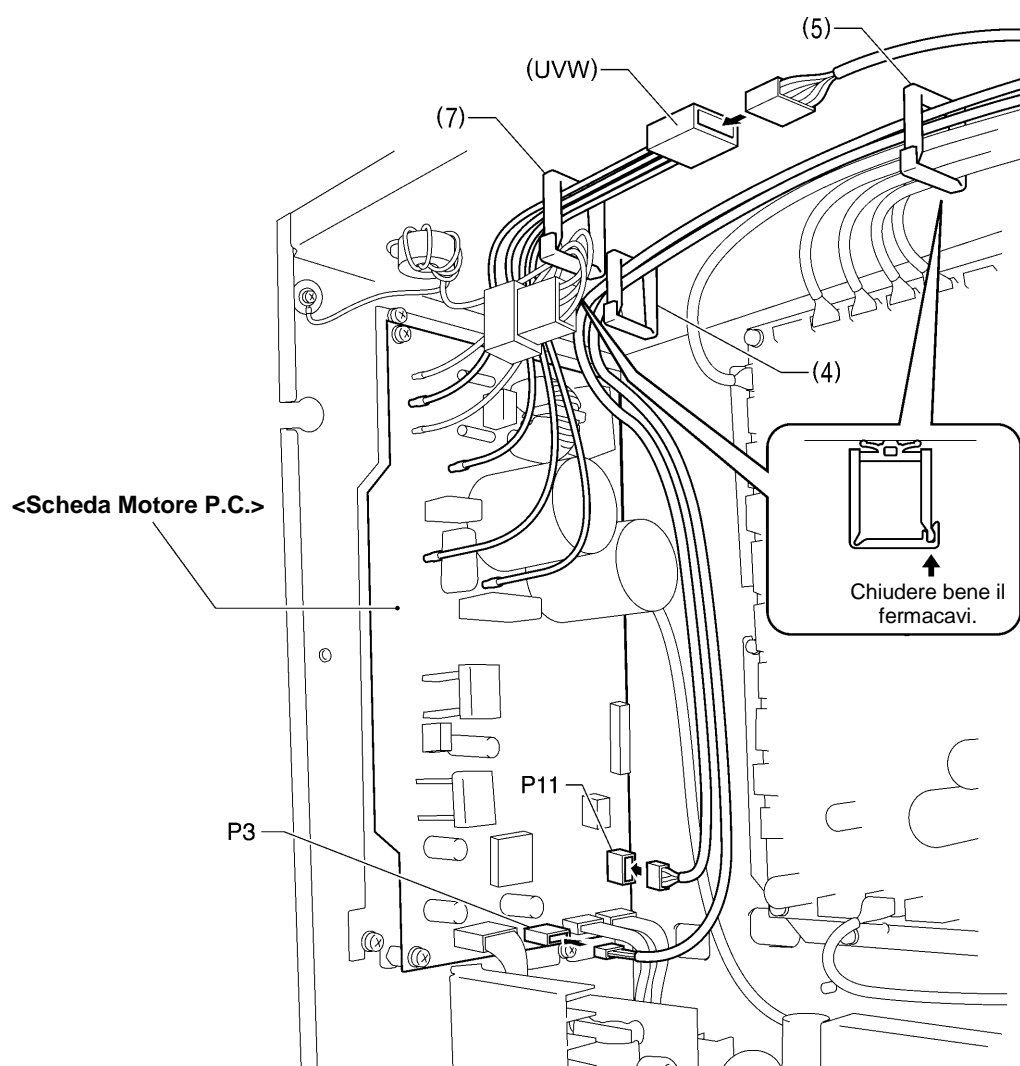 (5)
(UVW)
(7)
(4)
<Scheda Motore P.C.>
Chiudere bene il
fermacavi.
P11
P3